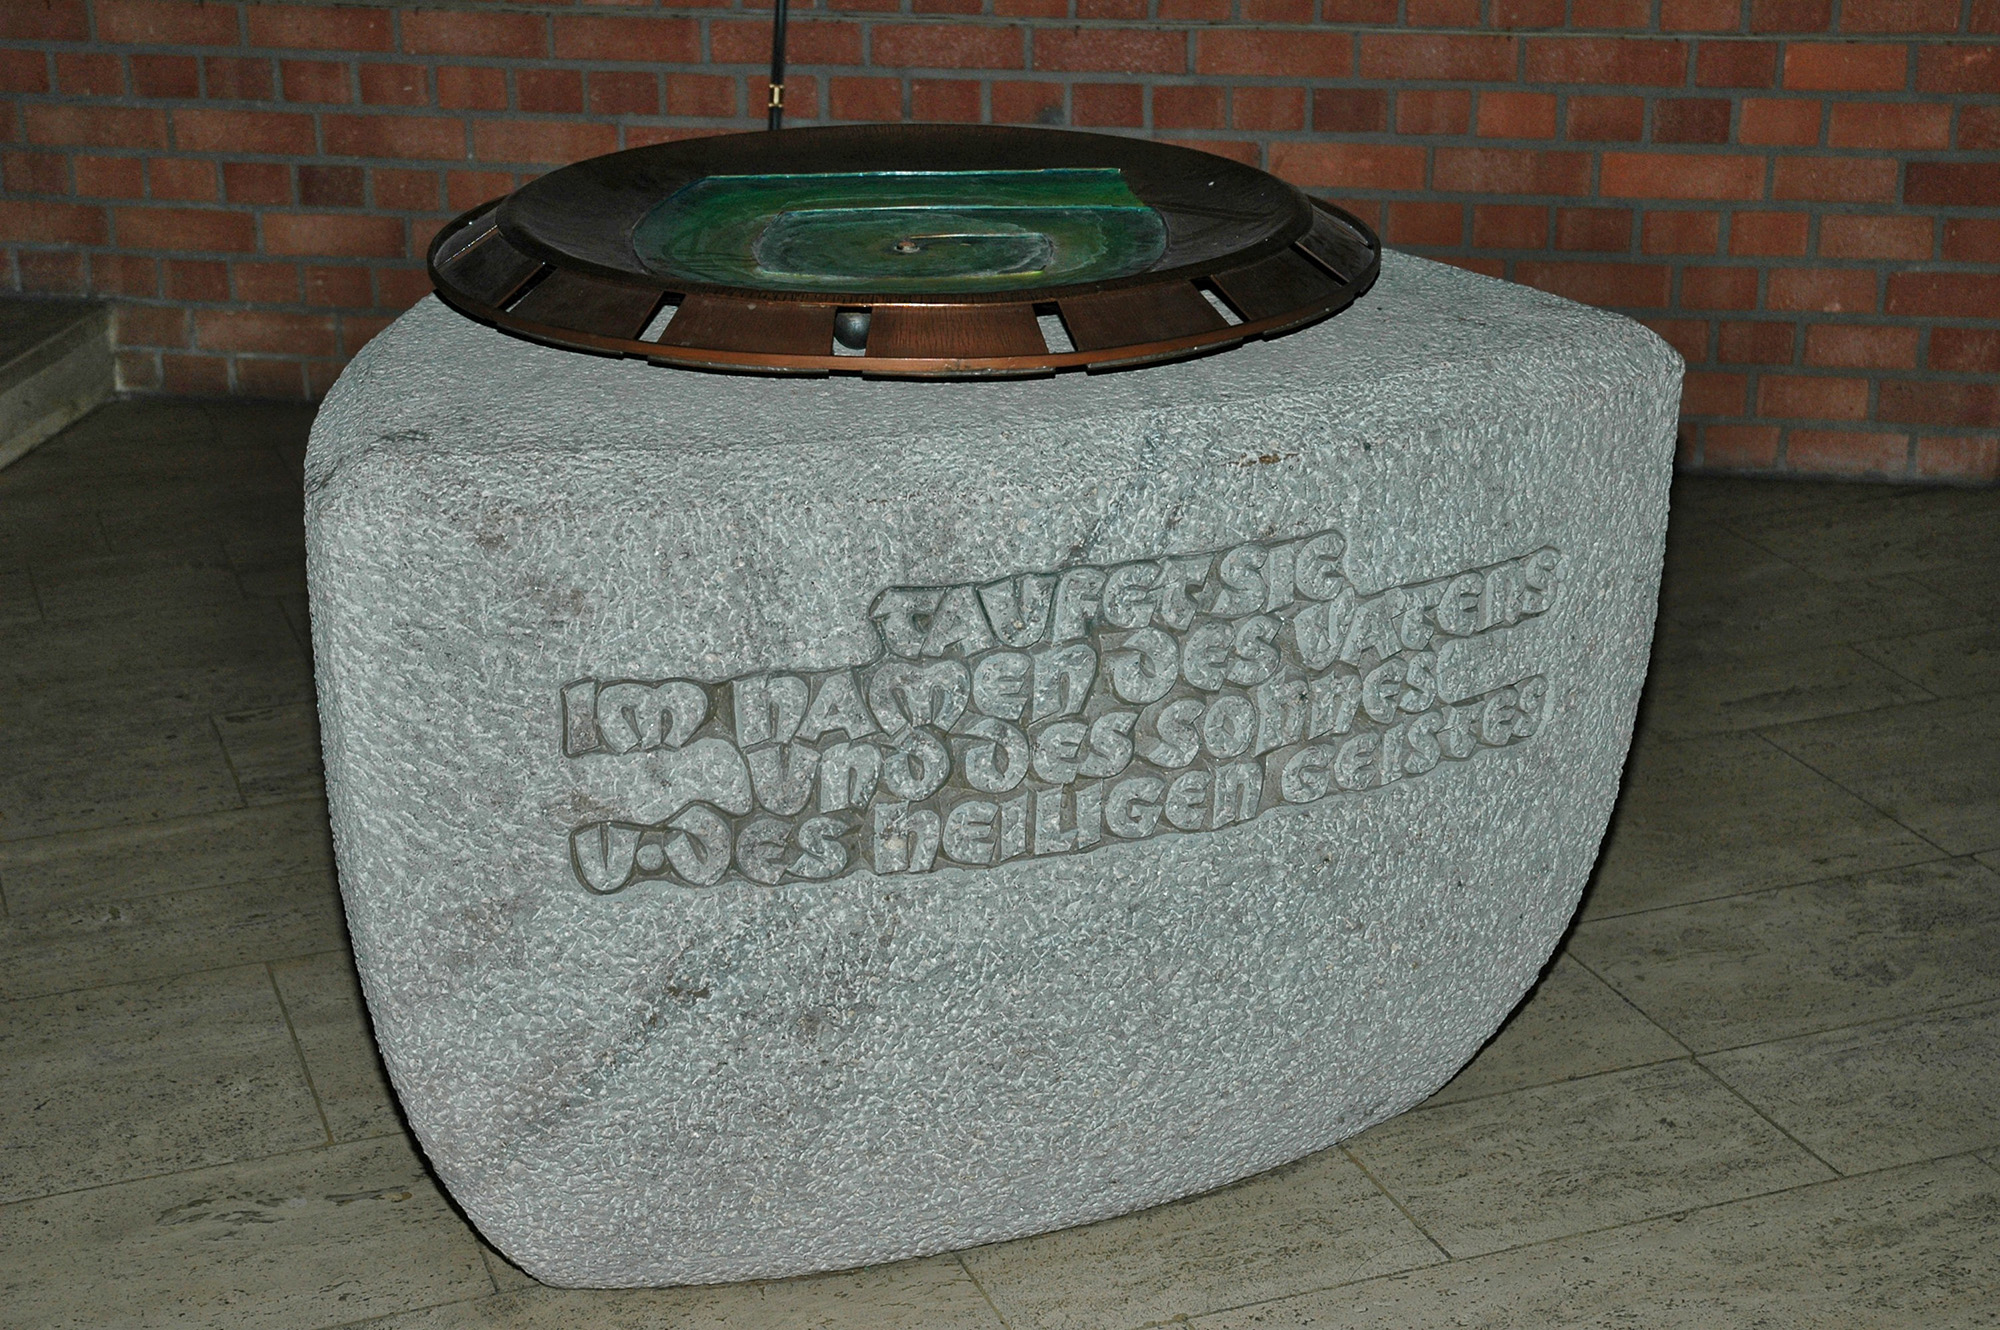 TAUFET SIE
IM NAMEN DES VATERS
UND DES SOHNES
U·DES HEILIGEN GEISTES